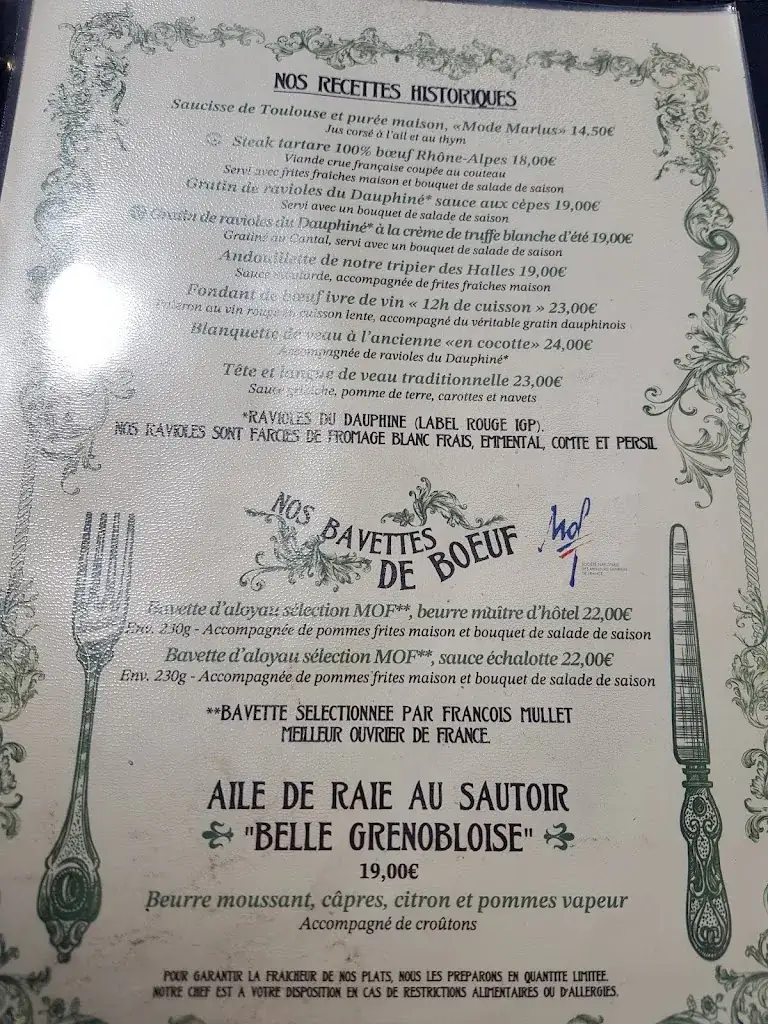 NOS RECETTES HISTORIQUES
Saucisse de Toulouse et purée maison, «Mode Marius» 14,50€
Jus corsé à l'ail et au thym
Steak tartare 100% bœuf Rhône-Alpes 18,00€
Viande crue française coupée au couteau
Servi avec frites fraîches maison et bouquet de salade de saison
Gratin de ravioles du Dauphiné* sauce aux cèpes 19,00€
Servi avec un bouquet de salade de saison
Gratin de ravioles du Dauphiné* à la crème de truffe blanche d'été 19,00€
Gratiné au Cantal, servi avec un bouquet de salade de saison
Andouillette de notre tripier des Halles 19,00€
Sauce moutarde, accompagnée de frites fraîches maison
Fondant de bœuf ivre de vin « 12h de cuisson » 23,00€
Paleron au vin rouge en cuisson lente, accompagné du véritable gratin dauphinois
Blanquette de veau à l'ancienne «en cocotte» 24,00€
Accompagnée de ravioles du Dauphiné*
Tête et langue de veau traditionnelle 23,00€
Sauce gribiche, pomme de terre, carottes et navets
*RAVIOLES DU DAUPHINE (LABEL ROUGE IGP).
NOS RAVIOLES SONT FARCIES DE FROMAGE BLANC FRAIS, EMMENTAL, COMTE ET PERSIL
NOS BAVETTES
DE BOEUF
Bavette d'aloyau sélection MOF**, beurre maître d'hôtel 22,00€
Env. 230g - Accompagnée de pommes frites maison et bouquet de salade de saison
Bavette d'aloyau sélection MOF**, sauce échalotte 22,00€
Env. 230g - Accompagnée de pommes frites maison et bouquet de salade de saison
**BAVETTE SELECTIONNEE PAR FRANCOIS MULLET
MEILLEUR OUVRIER DE FRANCE.
AILE DE RAIE AU SAUTOIR
"BELLE GRENOBLOISE"
19,00€
Beurre moussant, câpres, citron et pommes vapeur
Accompagné de croûtons
POUR GARANTIR LA FRAICHEUR DE NOS PLATS, NOUS LES PREPARONS EN QUANTITE LIMITEE.
NOTRE CHEF EST A VOTRE DISPOSITION EN CAS DE RESTRICTIONS ALIMENTAIRES OU D'ALLERGIES.